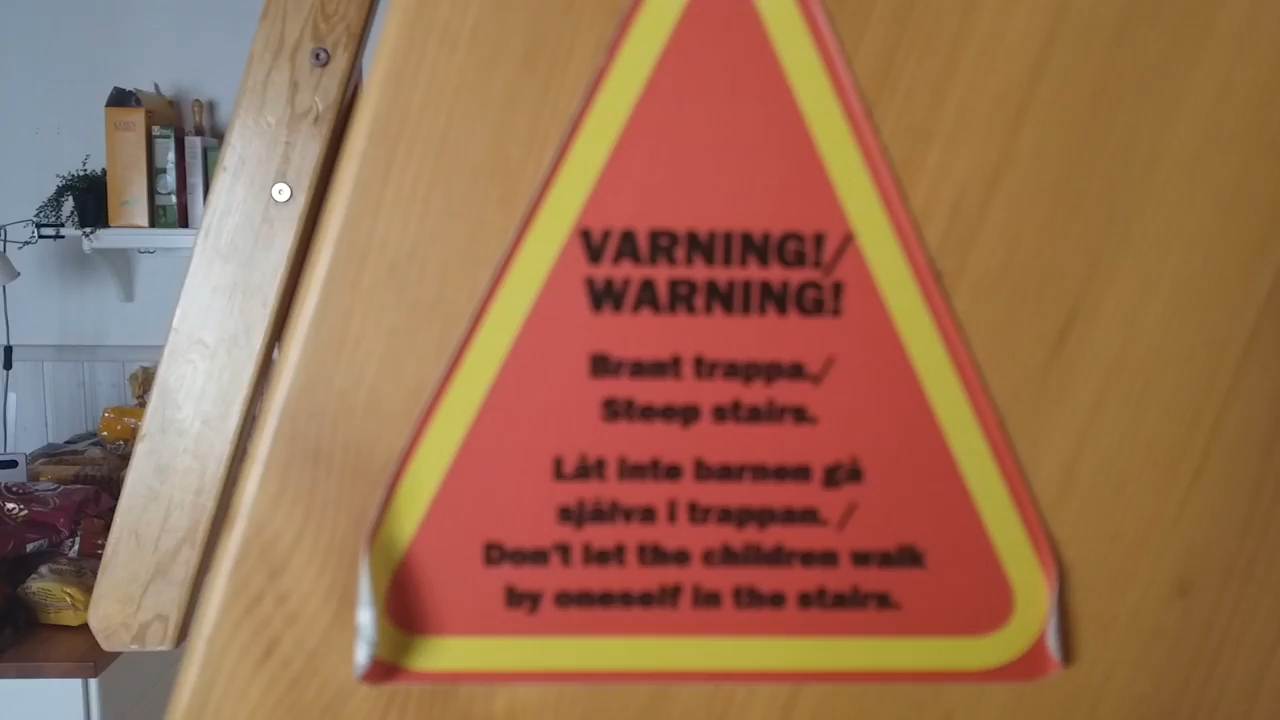 VARNING!/
WARNING!
Brant trappa./
Steep stairs.
Låt inte barnen gå
själva i trappan. /
Don't let the children walk
by oneself in the stairs.